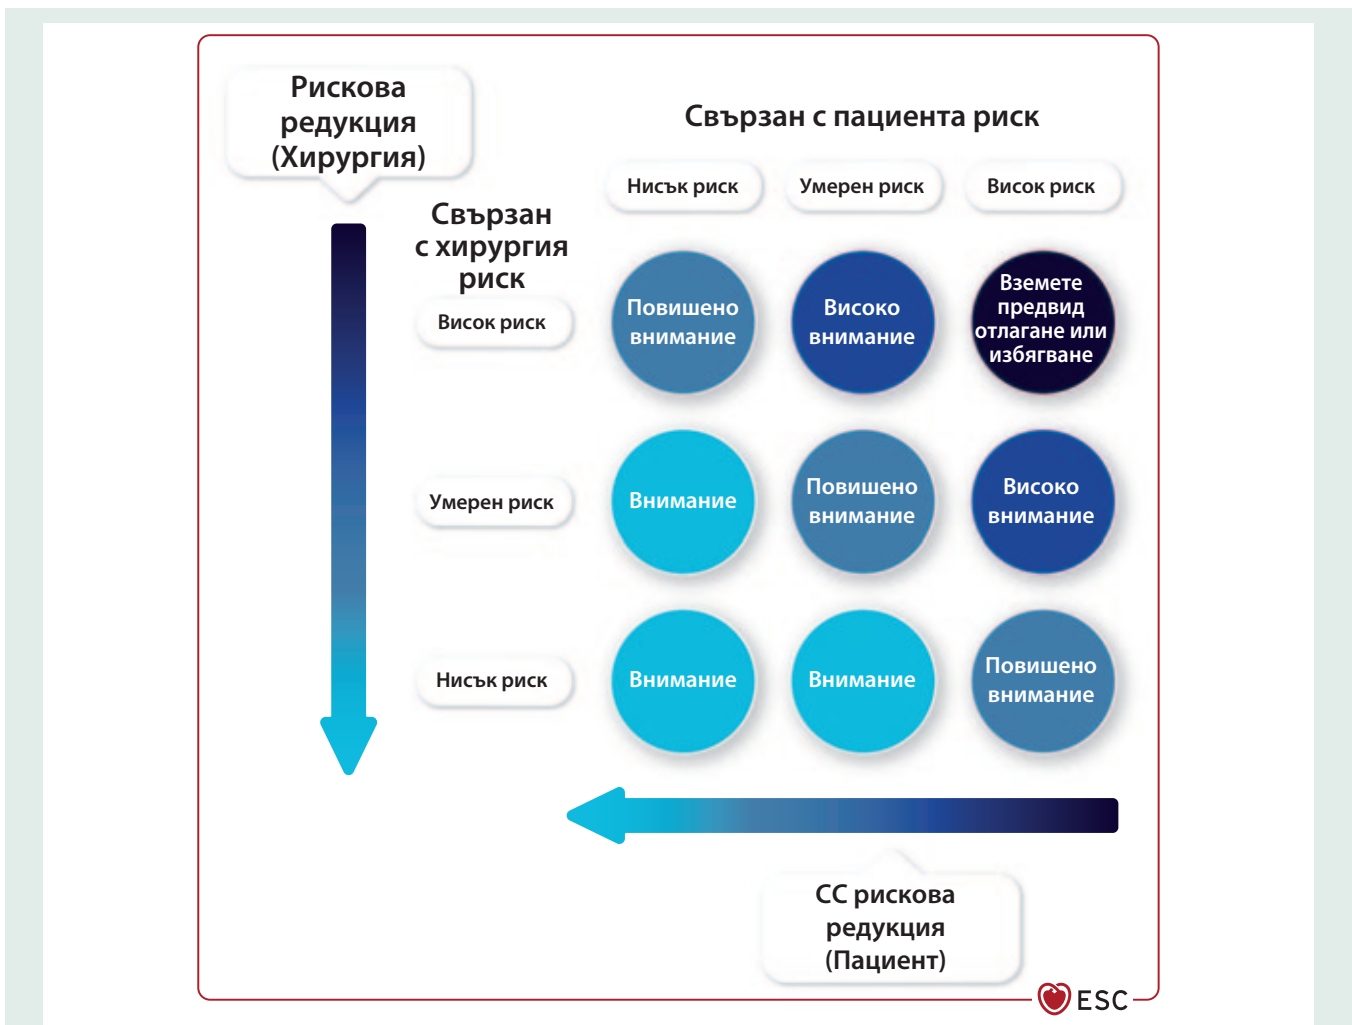 Рискова
редукция
(Хирургия)
Свързан с пациента риск
Нисък риск
Умерен риск
Висок риск
Свързан
с хирургия
риск
Висок риск
Повишено
внимание
Високо
внимание
Вземете
предвид
отлагане или
избягване
Умерен риск
Внимание
Повишено
внимание
Високо
внимание
Нисък риск
Внимание
Внимание
Повишено
внимание
СС рискова
редукция
(Пациент)
ESC